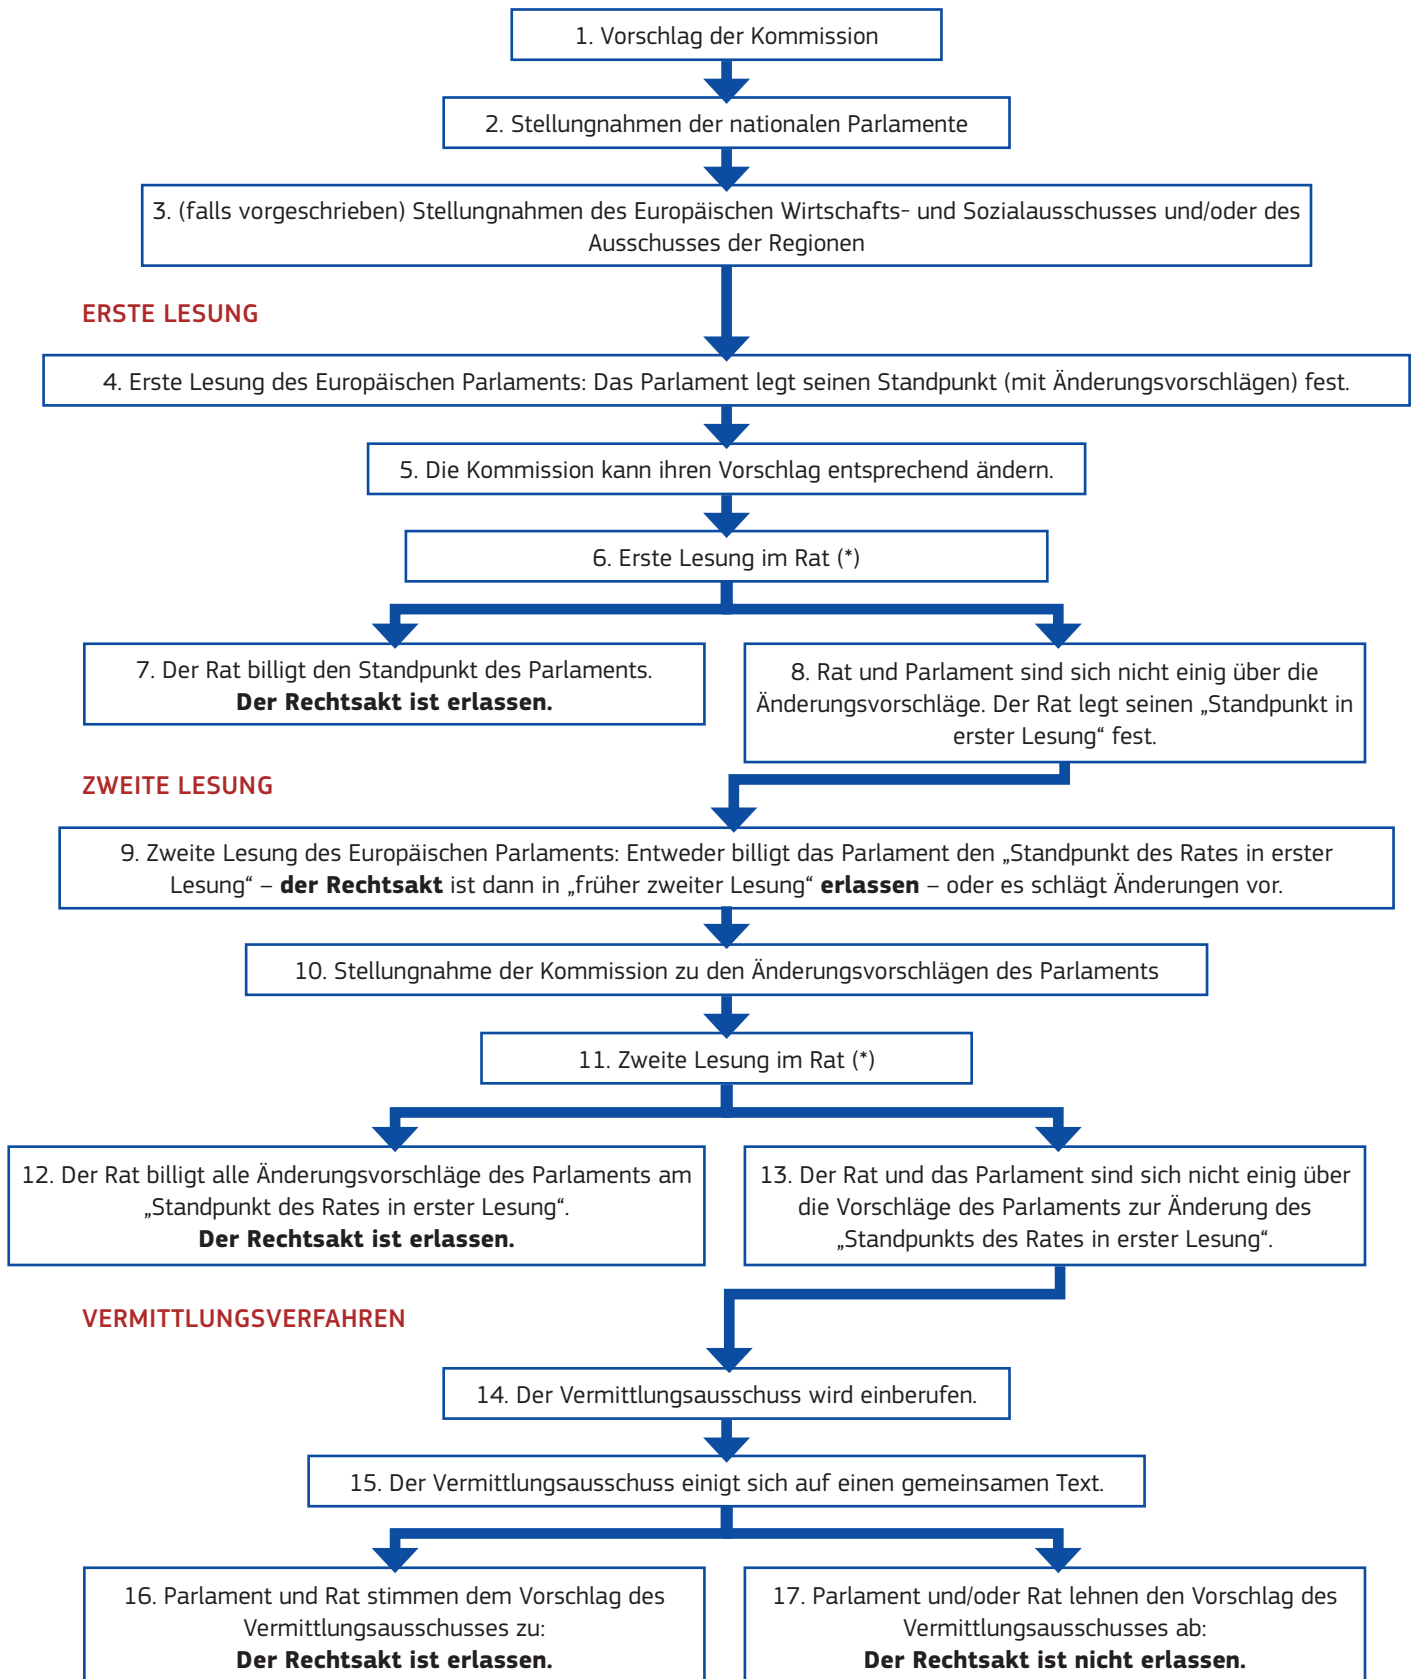 1. Vorschlag der Kommission
2. Stellungnahmen der nationalen Parlamente
3. (falls vorgeschrieben) Stellungnahmen des Europäischen Wirtschafts- und Sozialausschusses und/oder des
Ausschusses der Regionen
ERSTE LESUNG
4. Erste Lesung des Europäischen Parlaments: Das Parlament legt seinen Standpunkt (mit Änderungsvorschlägen) fest.
5. Die Kommission kann ihren Vorschlag entsprechend ändern.
6. Erste Lesung im Rat (*)
7. Der Rat billigt den Standpunkt des Parlaments.
Der Rechtsakt ist erlassen.
8. Rat und Parlament sind sich nicht einig über die
Änderungsvorschläge. Der Rat legt seinen „Standpunkt in
erster Lesung“ fest.
ZWEITE LESUNG
9. Zweite Lesung des Europäischen Parlaments: Entweder billigt das Parlament den „Standpunkt des Rates in erster
Lesung“ – der Rechtsakt ist dann in „früher zweiter Lesung“ erlassen – oder es schlägt Änderungen vor.
10. Stellungnahme der Kommission zu den Änderungsvorschlägen des Parlaments
11. Zweite Lesung im Rat (*)
12. Der Rat billigt alle Änderungsvorschläge des Parlaments am
„Standpunkt des Rates in erster Lesung“.
Der Rechtsakt ist erlassen.
13. Der Rat und das Parlament sind sich nicht einig über
die Vorschläge des Parlaments zur Änderung des
„Standpunkts des Rates in erster Lesung“.
VERMITTLUNGSVERFAHREN
14. Der Vermittlungsausschuss wird einberufen.
15. Der Vermittlungsausschuss einigt sich auf einen gemeinsamen Text.
16. Parlament und Rat stimmen dem Vorschlag des
Vermittlungsausschusses zu:
Der Rechtsakt ist erlassen.
17. Parlament und/oder Rat lehnen den Vorschlag des
Vermittlungsausschusses ab:
Der Rechtsakt ist nicht erlassen.